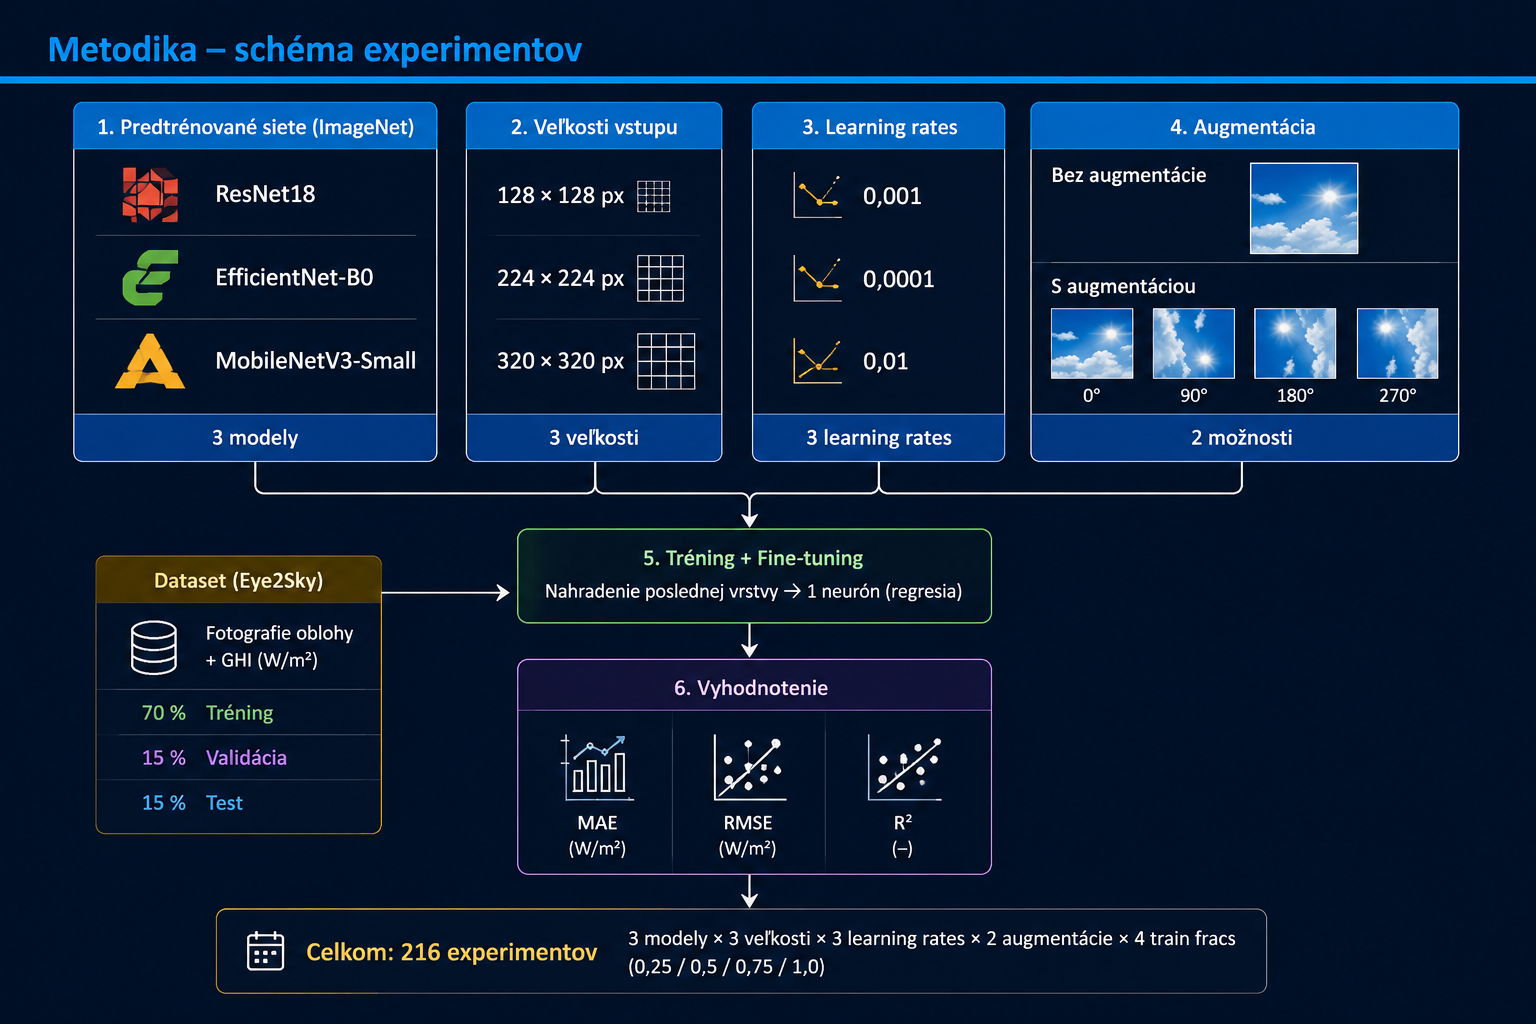 Metodika – schéma experimentov
1. Predtrénované siete (ImageNet)
ResNet18
EfficientNet-B0
MobileNetV3-Small
3 modely
2. Veľkosti vstupu
128 × 128 px
224 × 224 px
320 × 320 px
3 veľkosti
3. Learning rates
0,001
0,0001
0,01
3 learning rates
4. Augmentácia
Bez augmentácie
S augmentáciou
0° 90° 180° 270°
2 možnosti
Dataset (Eye2Sky)
Fotografie oblohy
+ GHI (W/m²)
70 % Tréning
15 % Validácia
15 % Test
5. Tréning + Fine-tuning
Nahradenie poslednej vrstvy → 1 neurón (regresia)
6. Vyhodnotenie
MAE
(W/m²)
RMSE
(W/m²)
R²
(–)
Celkom: 216 experimentov
3 modely × 3 veľkosti × 3 learning rates × 2 augmentácie × 4 train fracs
(0,25 / 0,5 / 0,75 / 1,0)